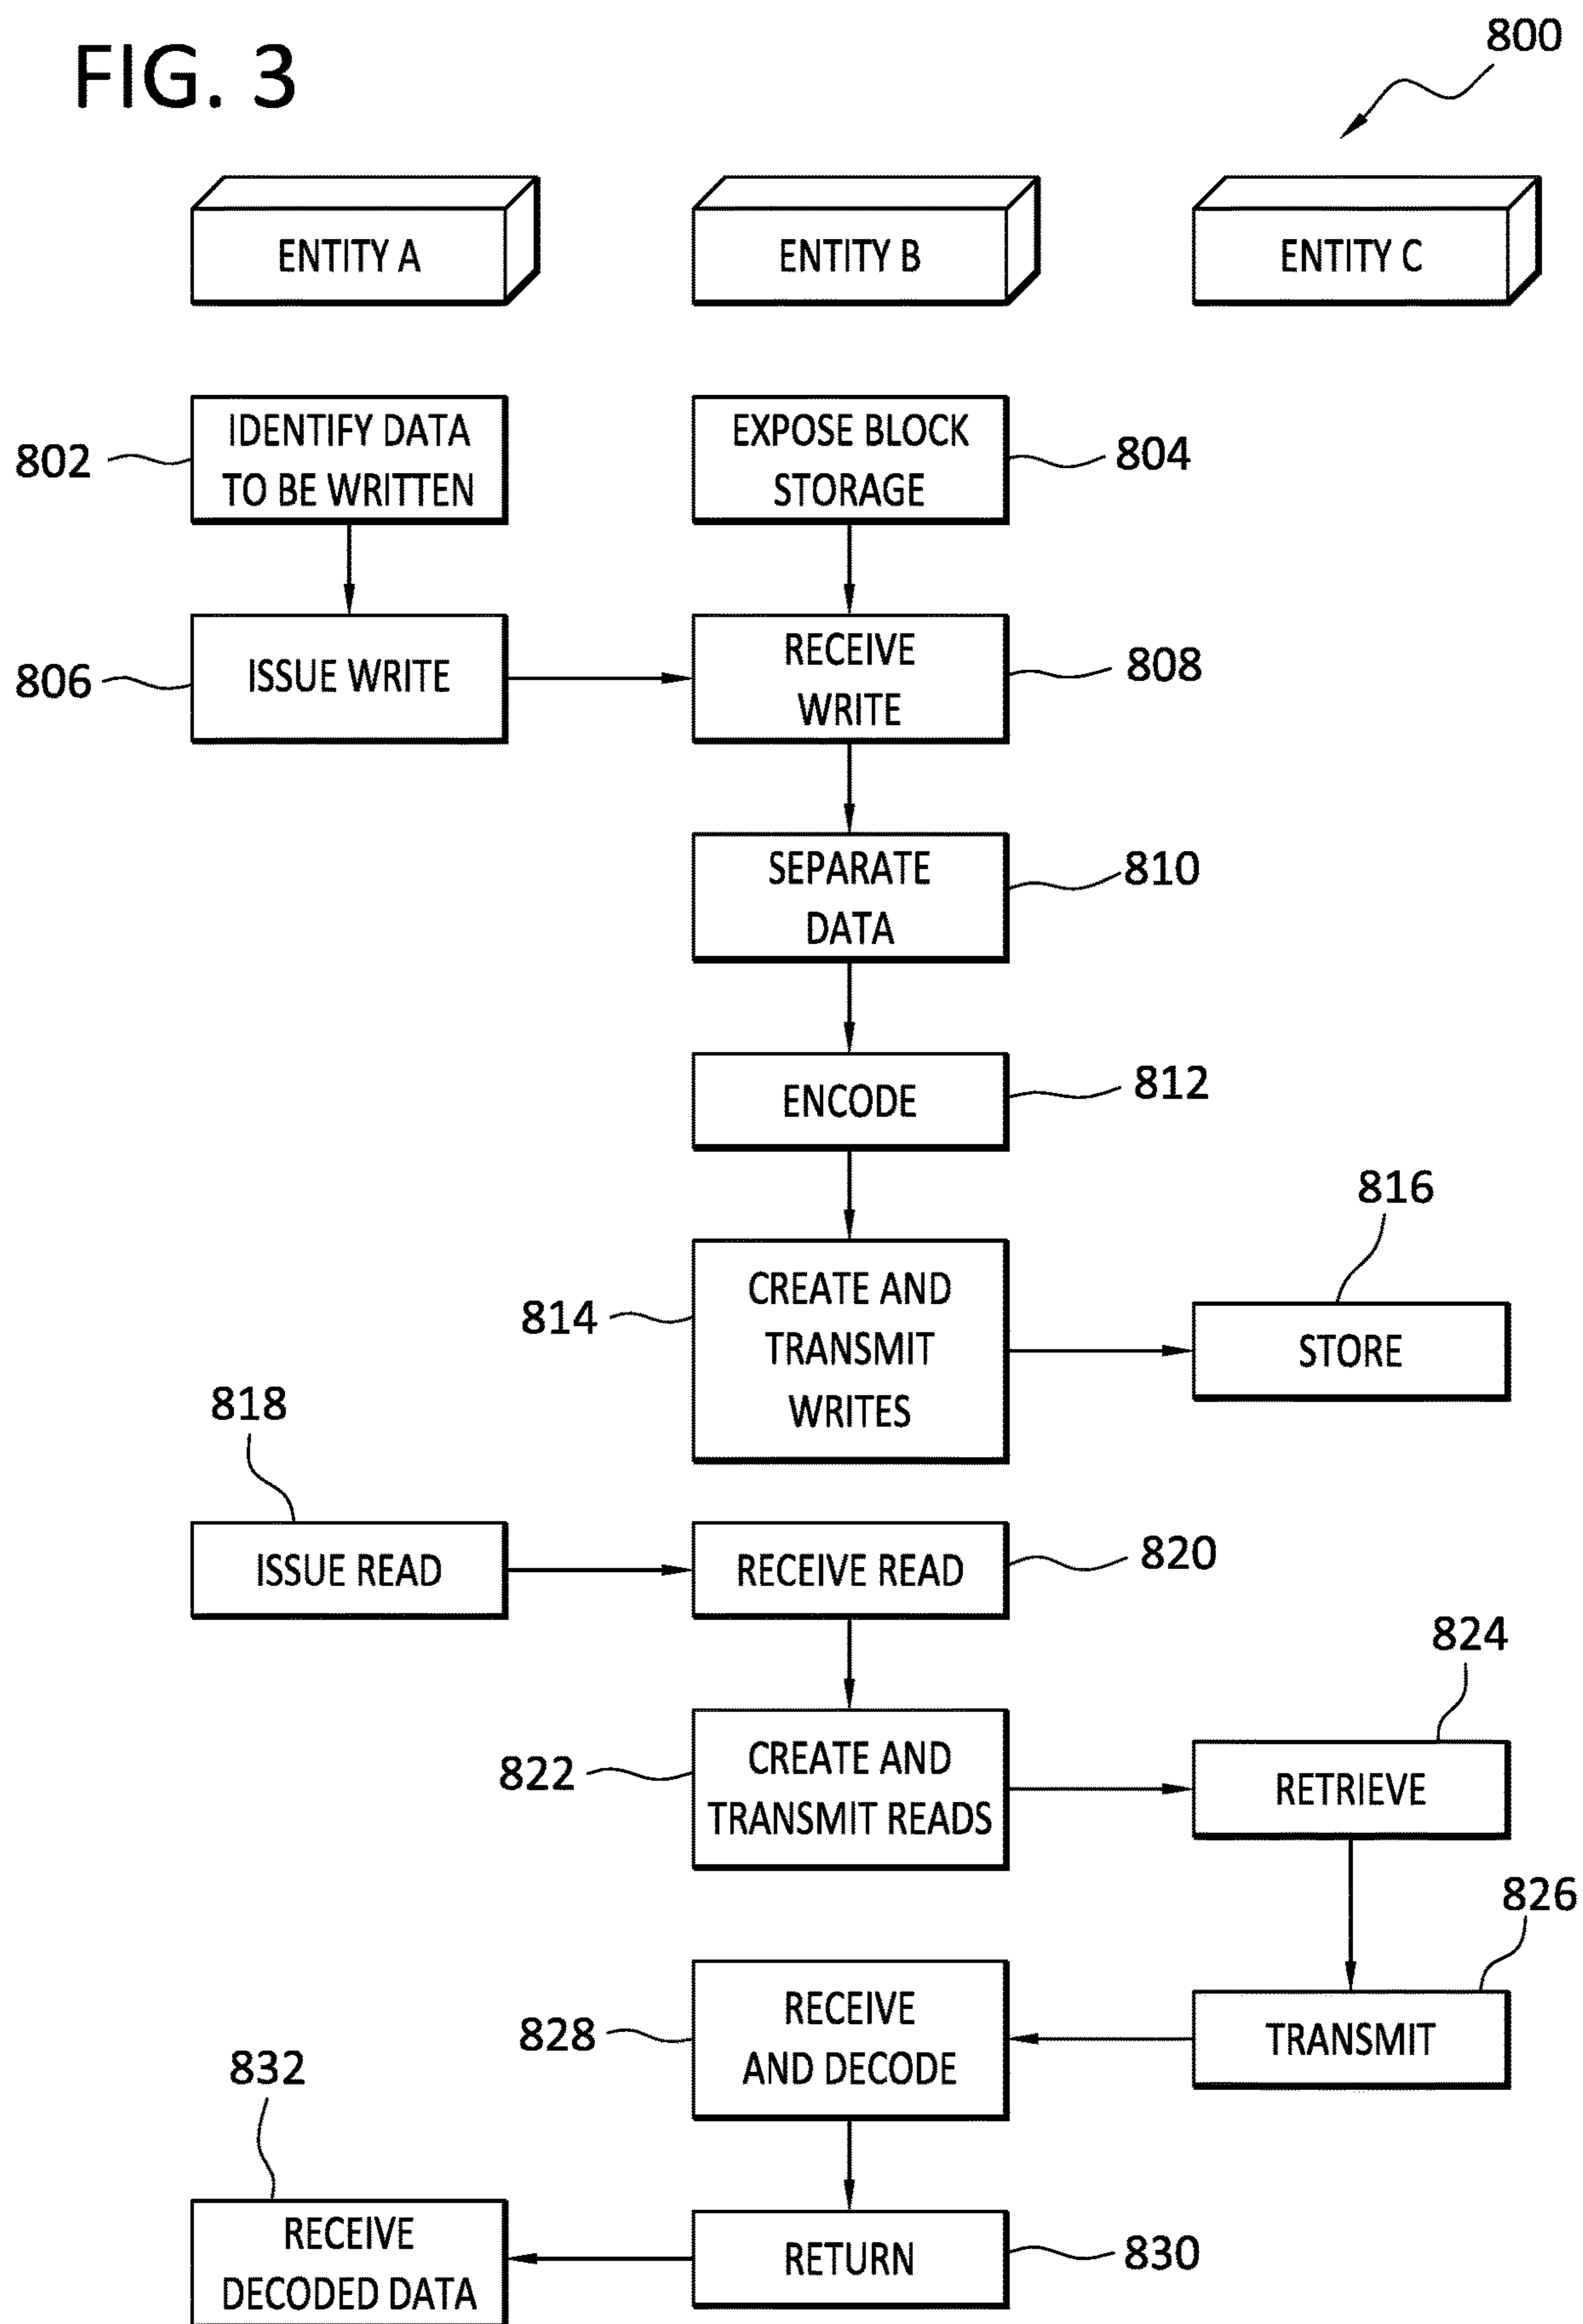 FIG. 3
800
ENTITY A
ENTITY B
ENTITY C
802
IDENTIFY DATA
TO BE WRITTEN
EXPOSE BLOCK
STORAGE
804
806
ISSUE WRITE
RECEIVE
WRITE
808
SEPARATE
DATA
810
ENCODE
812
814
CREATE AND
TRANSMIT
WRITES
816
STORE
818
ISSUE READ
RECEIVE READ
820
822
CREATE AND
TRANSMIT READS
824
RETRIEVE
826
TRANSMIT
828
RECEIVE
AND DECODE
832
RECEIVE
DECODED DATA
RETURN
830